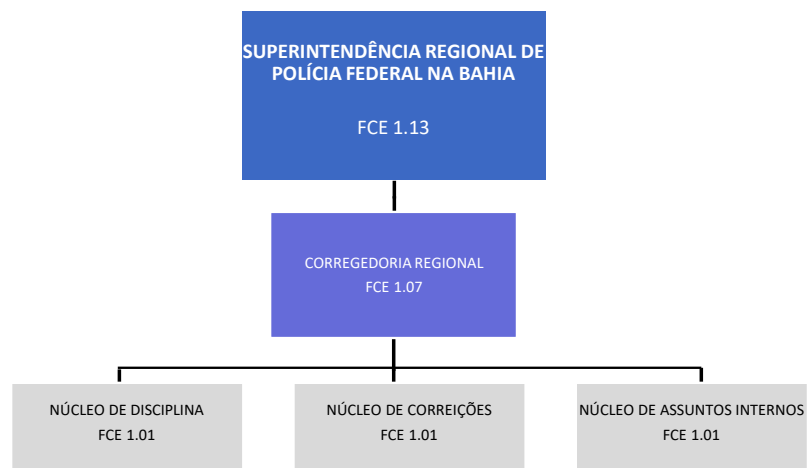 SUPERINTENDÊNCIA REGIONAL DE
POLÍCIA FEDERAL NA BAHIA
FCE 1.13
CORREGEDORIA REGIONAL
FCE 1.07
NÚCLEO DE DISCIPLINA
FCE 1.01
NÚCLEO DE CORREIÇÕES
FCE 1.01
NÚCLEO DE ASSUNTOS INTERNOS
FCE 1.01